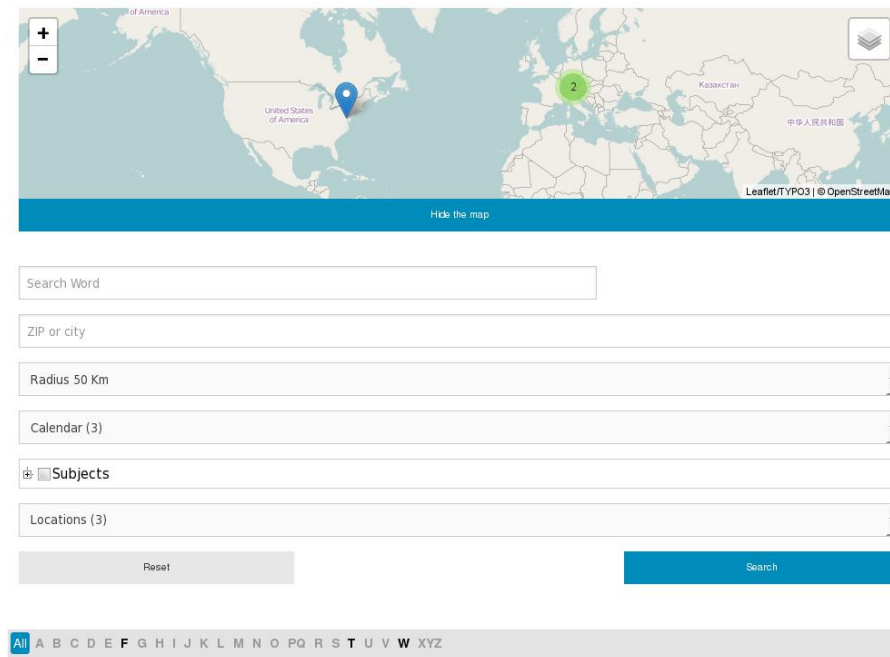 of America
+
−
2
Казахстан
United States
of America
中华人民共和国
Leaflet/TYPO3 | © OpenStreetMa
Hide the map
Search Word
ZIP or city
Radius 50 Km
Calendar (3)
Subjects
Locations (3)
Reset Search
All A B C D E F G H I J K L M N O PQ R S T U V W XYZ